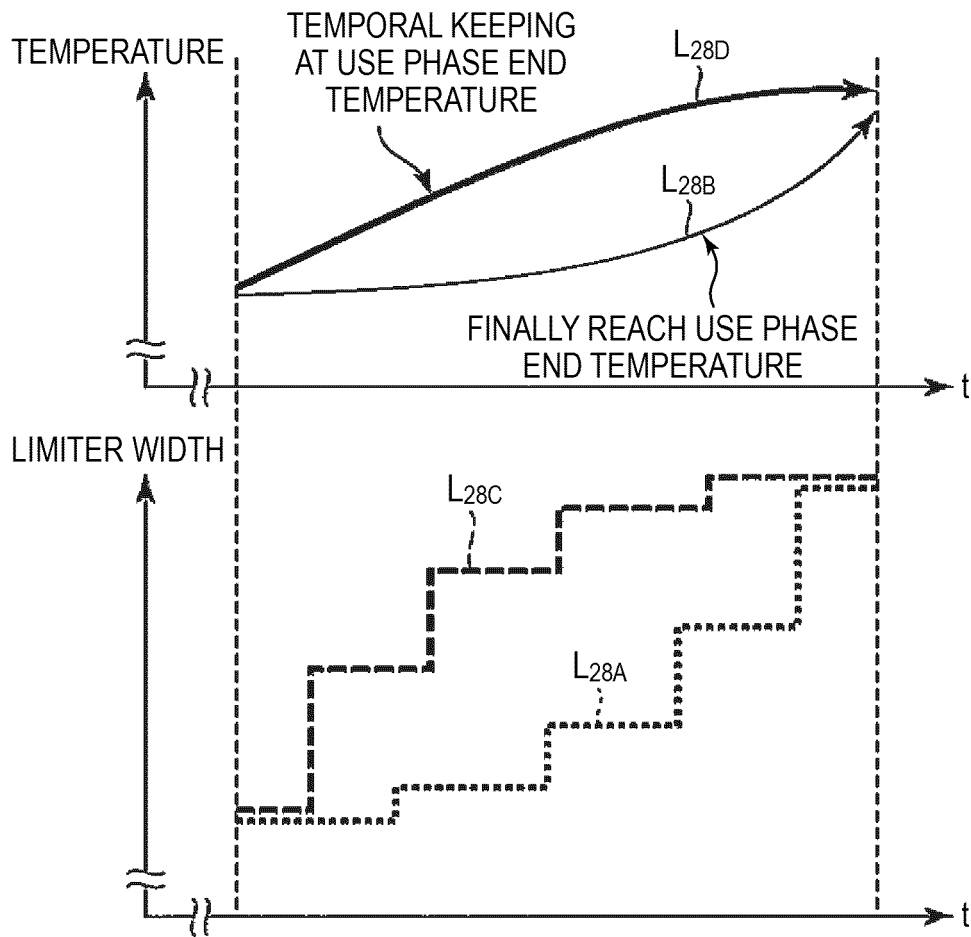 TEMPERATURE
TEMPORAL KEEPING
AT USE PHASE END
TEMPERATURE
L28D
L28B
FINALLY REACH USE PHASE
END TEMPERATURE
t
LIMITER WIDTH
L28C
L28A
t